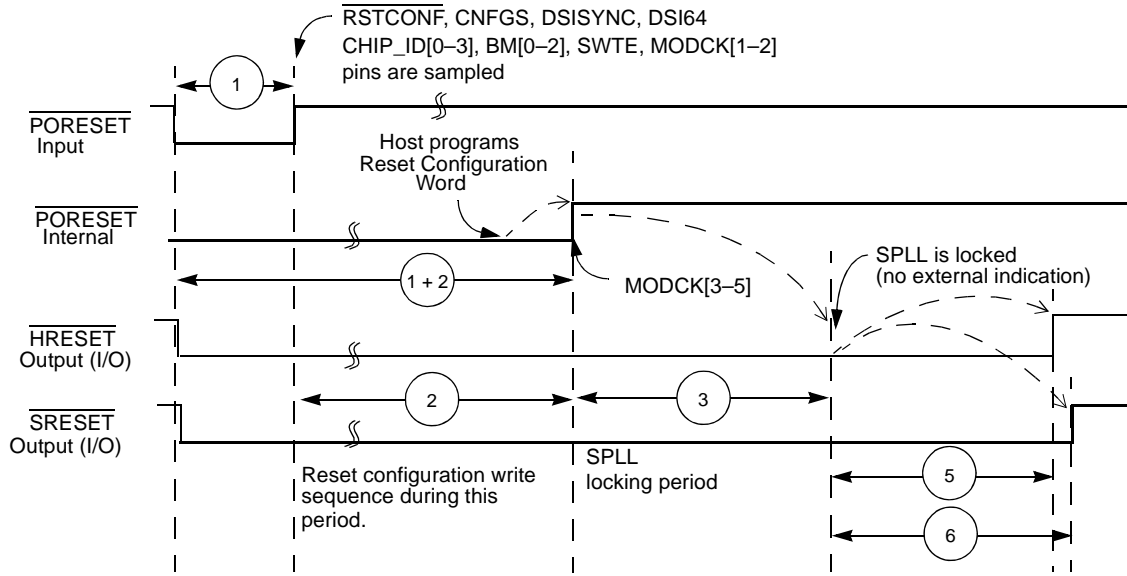 RSTCONF, CNFGS, DSISYNC, DSI64
CHIP_ID[0–3], BM[0–2], SWTE, MODCK[1–2]
pins are sampled
1
PORESET
Input
Host programs
Reset Configuration
Word
PORESET
Internal
1 + 2
MODCK[3–5]
SPLL is locked
(no external indication)
HRESET
Output (I/O)
2
3
SRESET
Output (I/O)
Reset configuration write
sequence during this
period.
SPLL
locking period
5
6